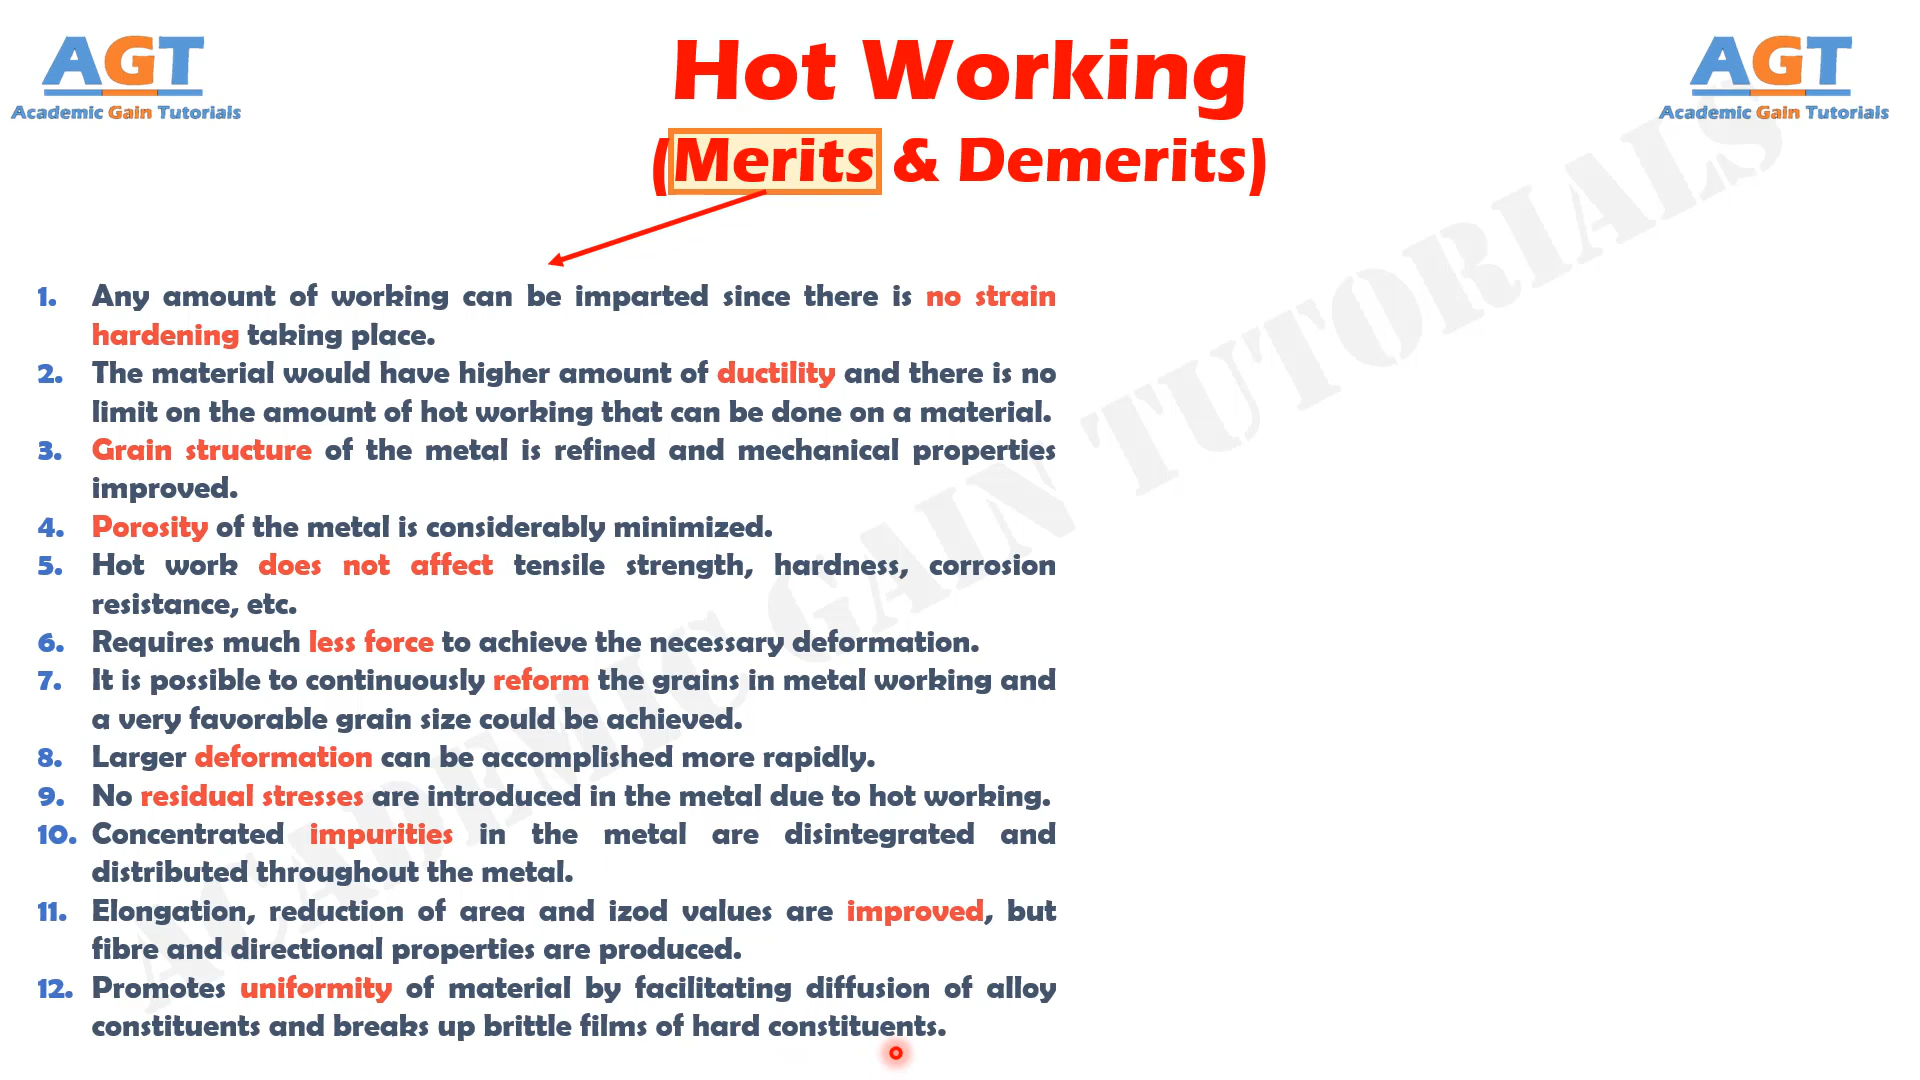 AGT
Academic Gain Tutorials
Hot Working
(Merits & Demerits)
AGT
Academic Gain Tutorials
1. Any amount of working can be imparted since there is no strain
hardening taking place.
2. The material would have higher amount of ductility and there is no
limit on the amount of hot working that can be done on a material.
3. Grain structure of the metal is refined and mechanical properties
improved.
4. Porosity of the metal is considerably minimized.
5. Hot work does not affect tensile strength, hardness, corrosion
resistance, etc.
6. Requires much less force to achieve the necessary deformation.
7. It is possible to continuously reform the grains in metal working and
a very favorable grain size could be achieved.
8. Larger deformation can be accomplished more rapidly.
9. No residual stresses are introduced in the metal due to hot working.
10. Concentrated impurities in the metal are disintegrated and
distributed throughout the metal.
11. Elongation, reduction of area and izod values are improved, but
fibre and directional properties are produced.
12. Promotes uniformity of material by facilitating diffusion of alloy
constituents and breaks up brittle films of hard constituents.
ACADEMIC GAIN TUTORIALS